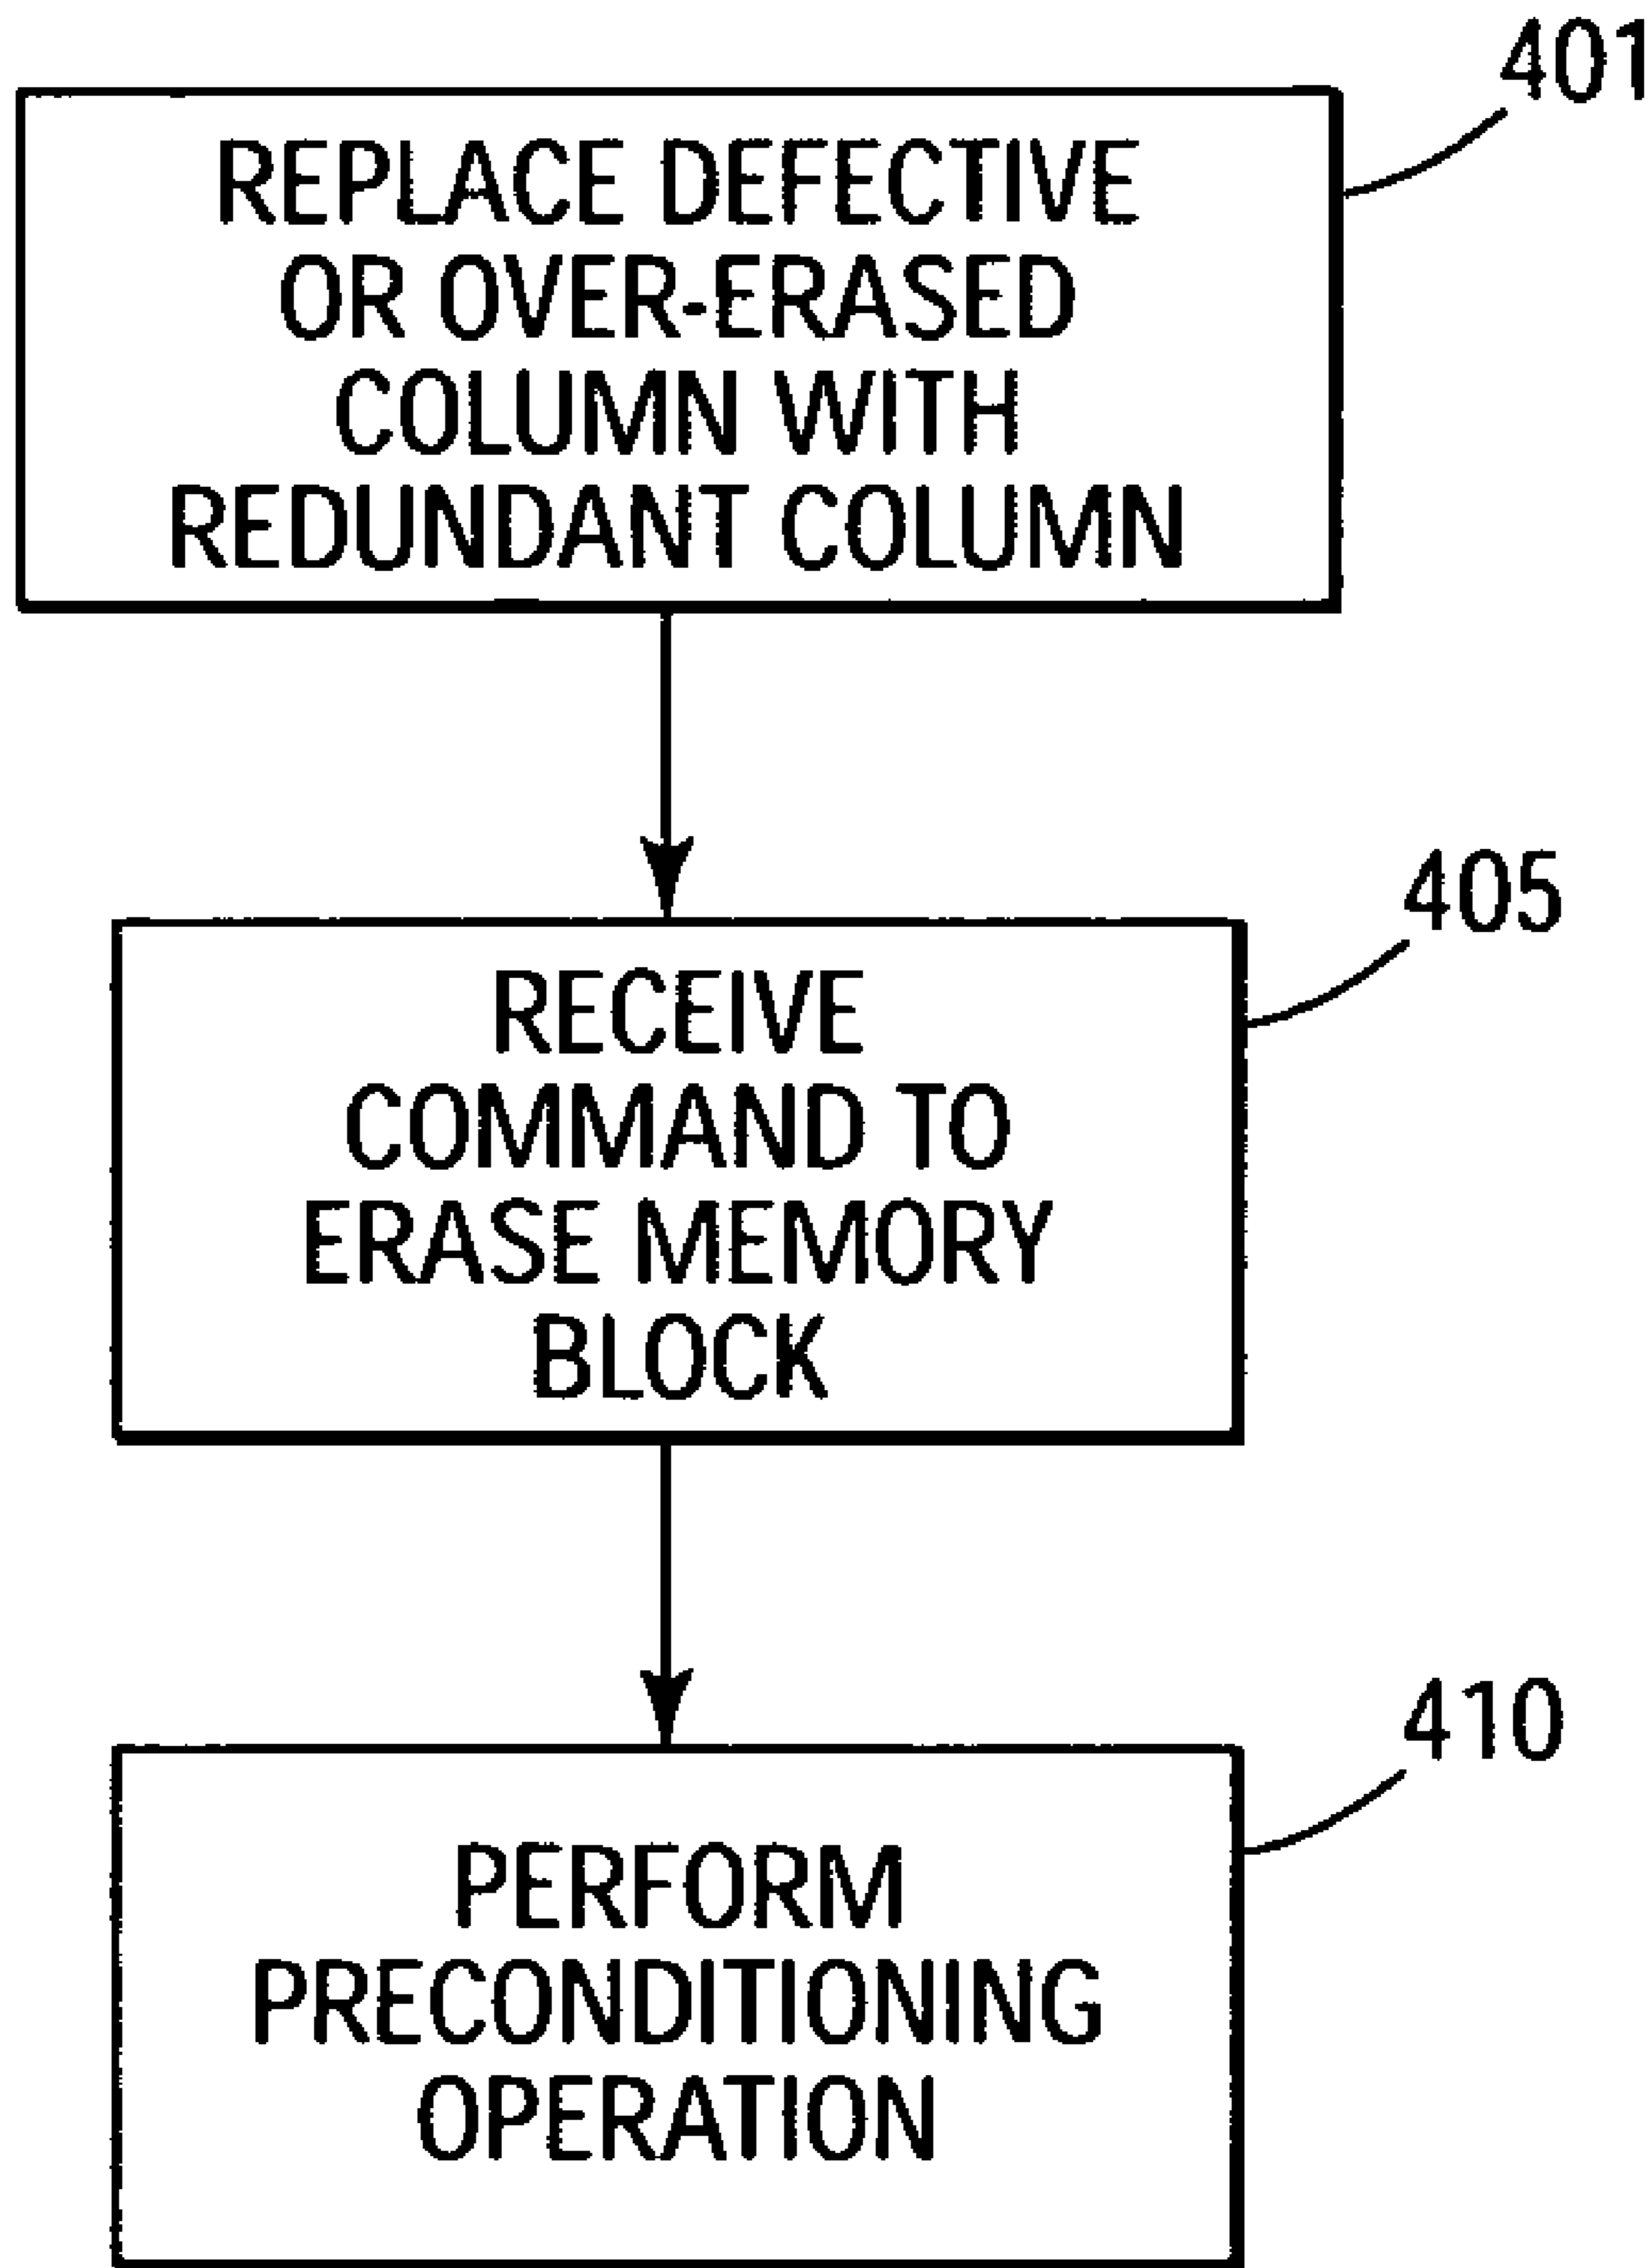 401
REPLACE DEFECTIVE
OR OVER-ERASED
COLUMN WITH
REDUNDANT COLUMN
405
RECEIVE
COMMAND TO
ERASE MEMORY
BLOCK
410
PERFORM
PRECONDITIONING
OPERATION